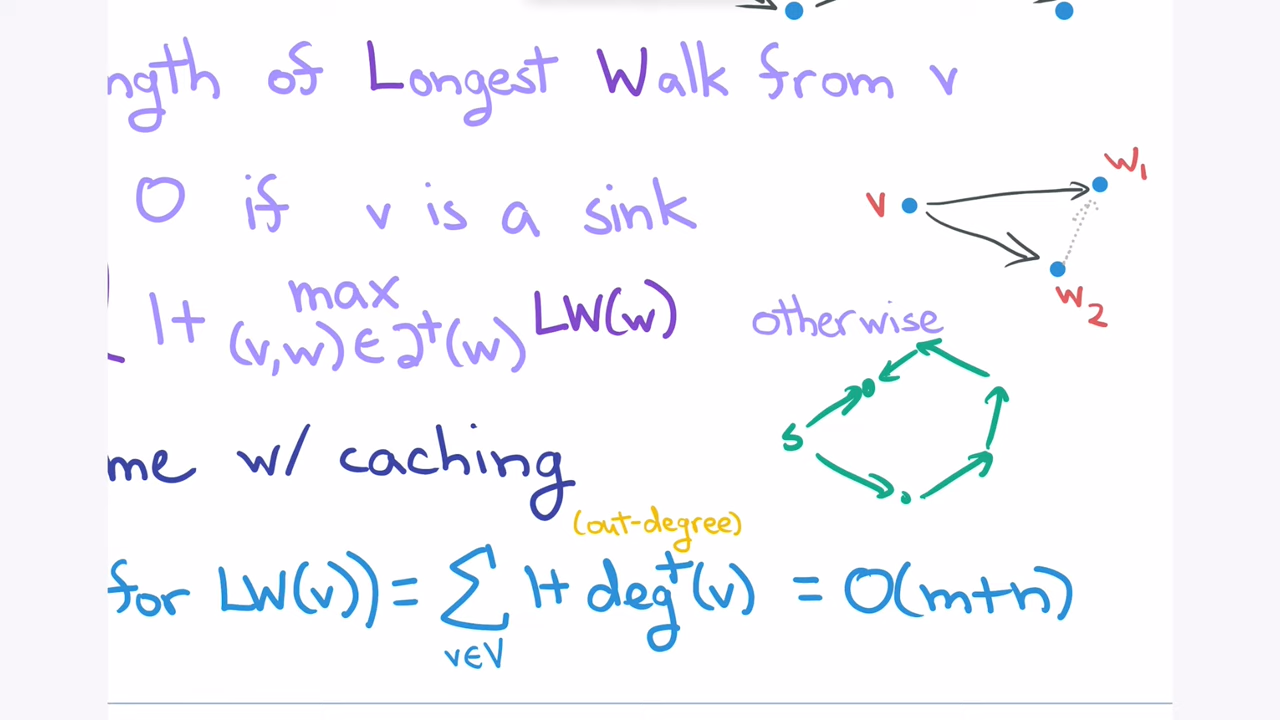 ngth of Longest Walk from v
w1
0 if v is a sink
v
w2
1+ max (v,w)∈∂⁺(w) LW(w) otherwise
s
me w/ caching
(out-degree)
for LW(v)) = ∑ v∈V 1+ deg⁺(v) = O(m+n)